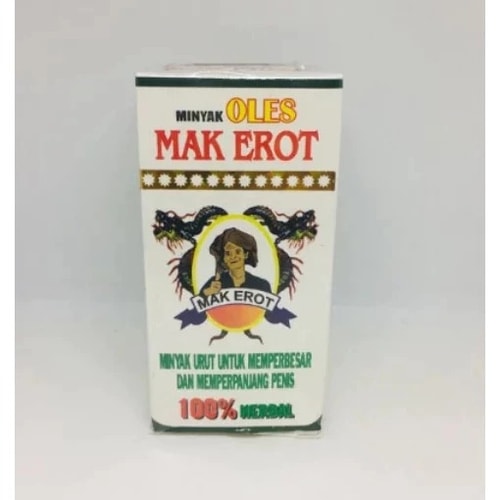 MINYAK OLES
MAK EROT
MAK EROT
MINYAK URUT UNTUK MEMPERBESAR
DAN MEMPERPANJANG PENIS
100% HERBAL